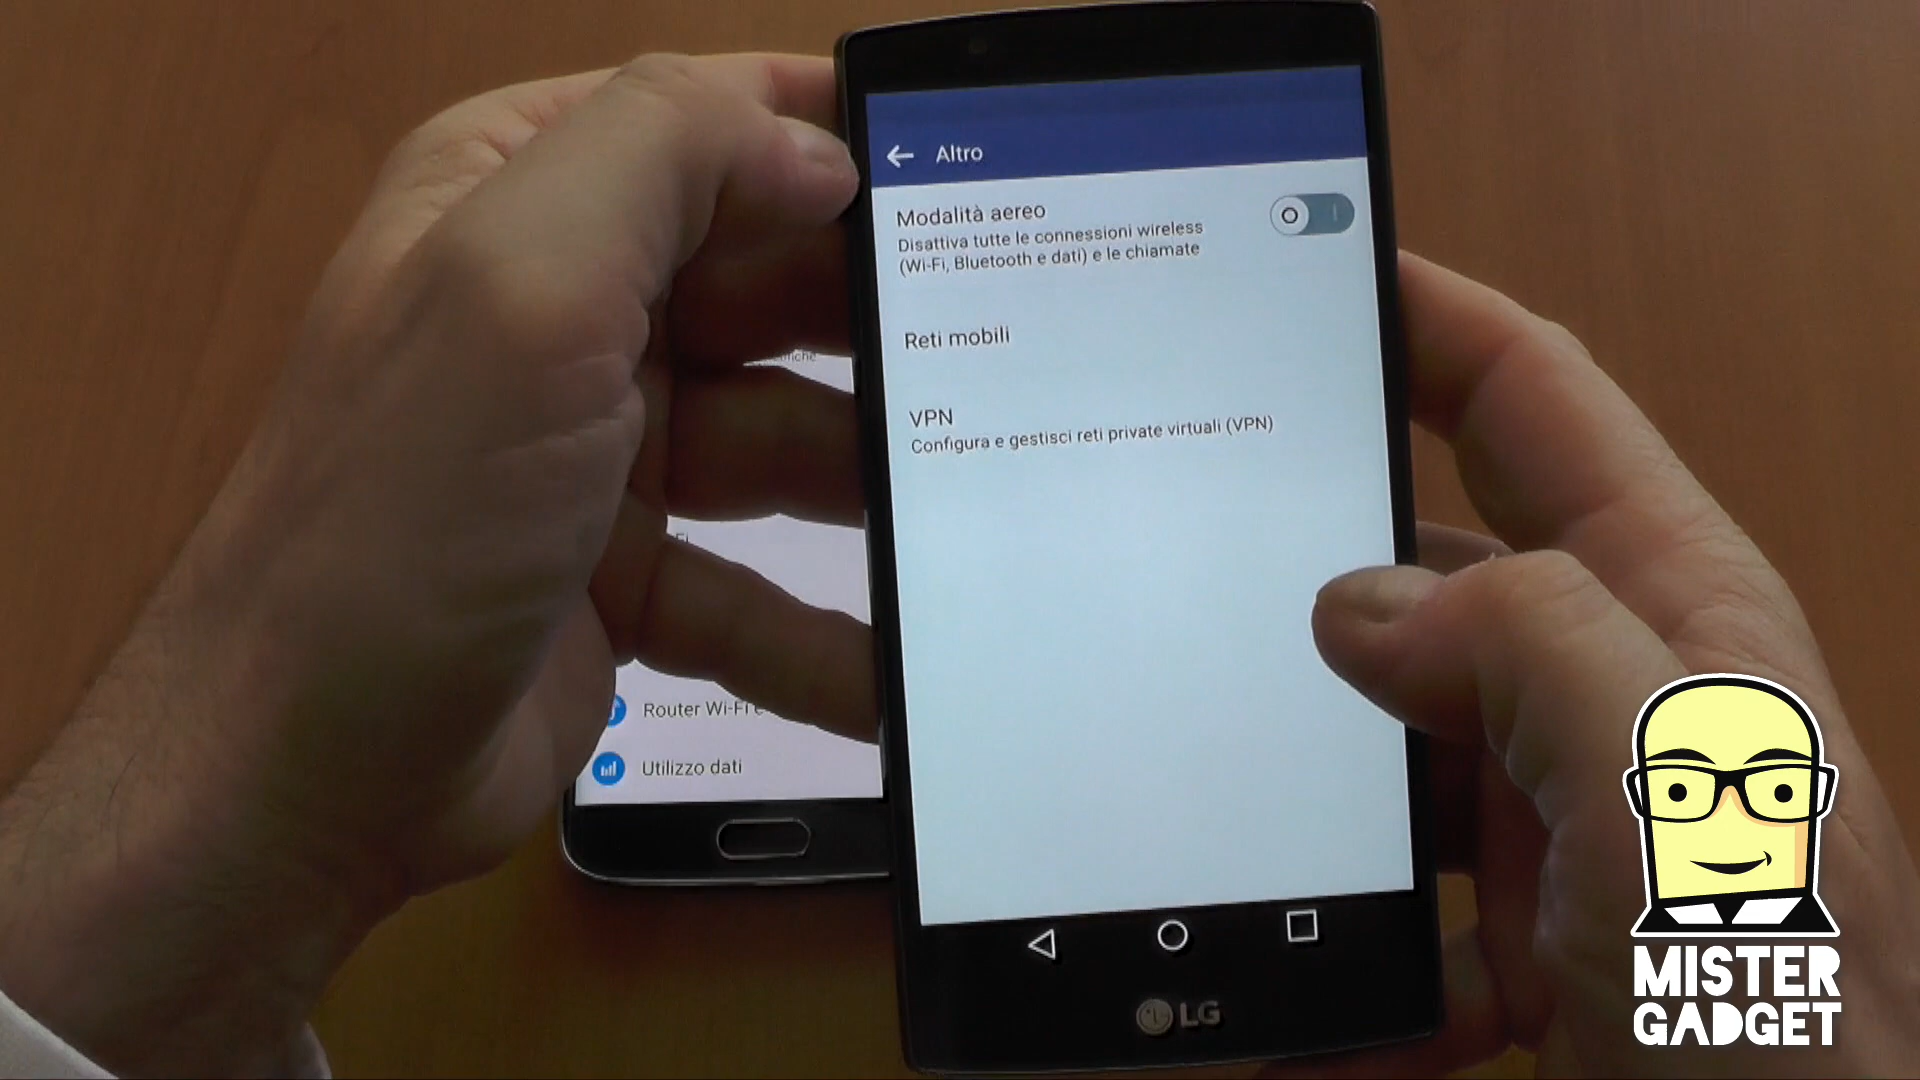 Altro
Modalità aereo
Disattiva tutte le connessioni wireless
(Wi-Fi, Bluetooth e dati) e le chiamate
Reti mobili
VPN
Configura e gestisci reti private virtuali (VPN)
Router Wi-Fi
Utilizzo dati
LG
MISTER
GADGET